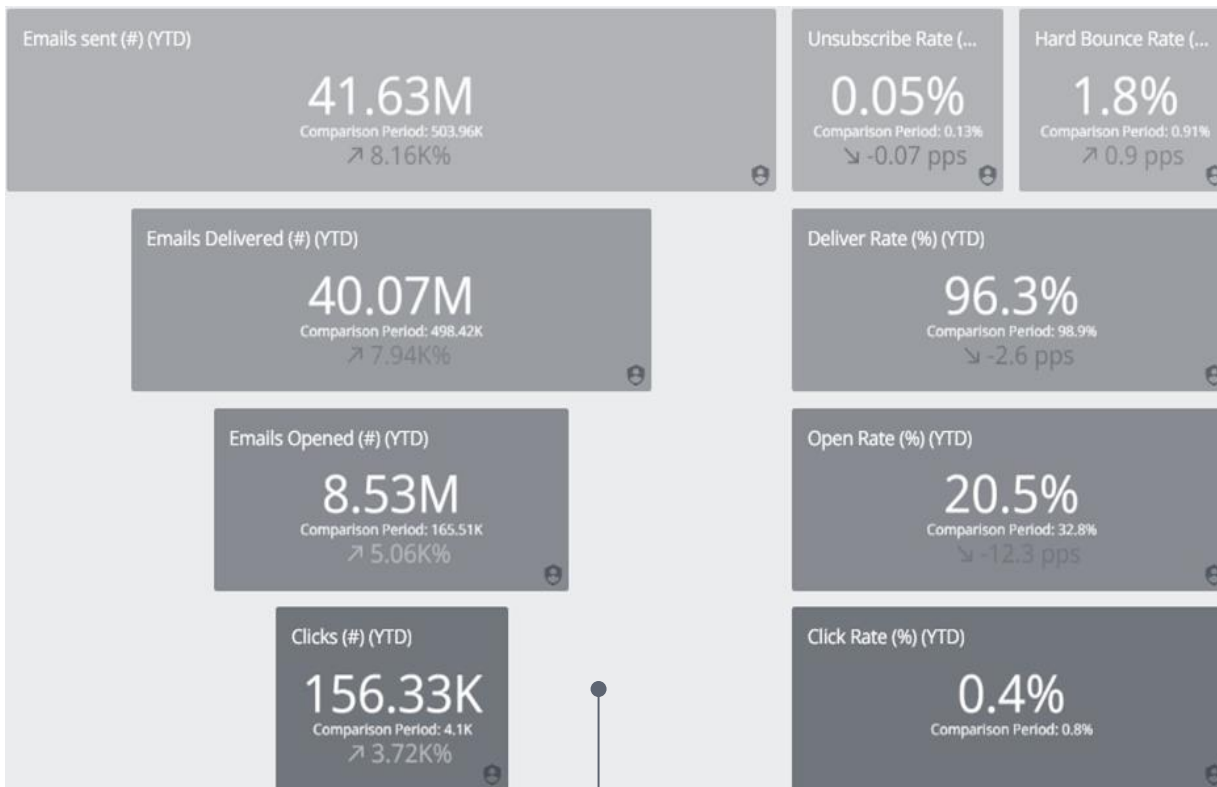 Emails sent (#) (YTD)
41.63M
Comparison Period: 503.96K
↗ 8.16K%
Unsubscribe Rate (...
0.05%
Comparison Period: 0.13%
↘ -0.07 pps
Hard Bounce Rate (...
1.8%
Comparison Period: 0.91%
↗ 0.9 pps
Emails Delivered (#) (YTD)
40.07M
Comparison Period: 498.42K
↗ 7.94K%
Deliver Rate (%) (YTD)
96.3%
Comparison Period: 98.9%
↘ -2.6 pps
Emails Opened (#) (YTD)
8.53M
Comparison Period: 165.51K
↗ 5.06K%
Open Rate (%) (YTD)
20.5%
Comparison Period: 32.8%
↘ -12.3 pps
Clicks (#) (YTD)
156.33K
Comparison Period: 4.1K
↗ 3.72K%
Click Rate (%) (YTD)
0.4%
Comparison Period: 0.8%